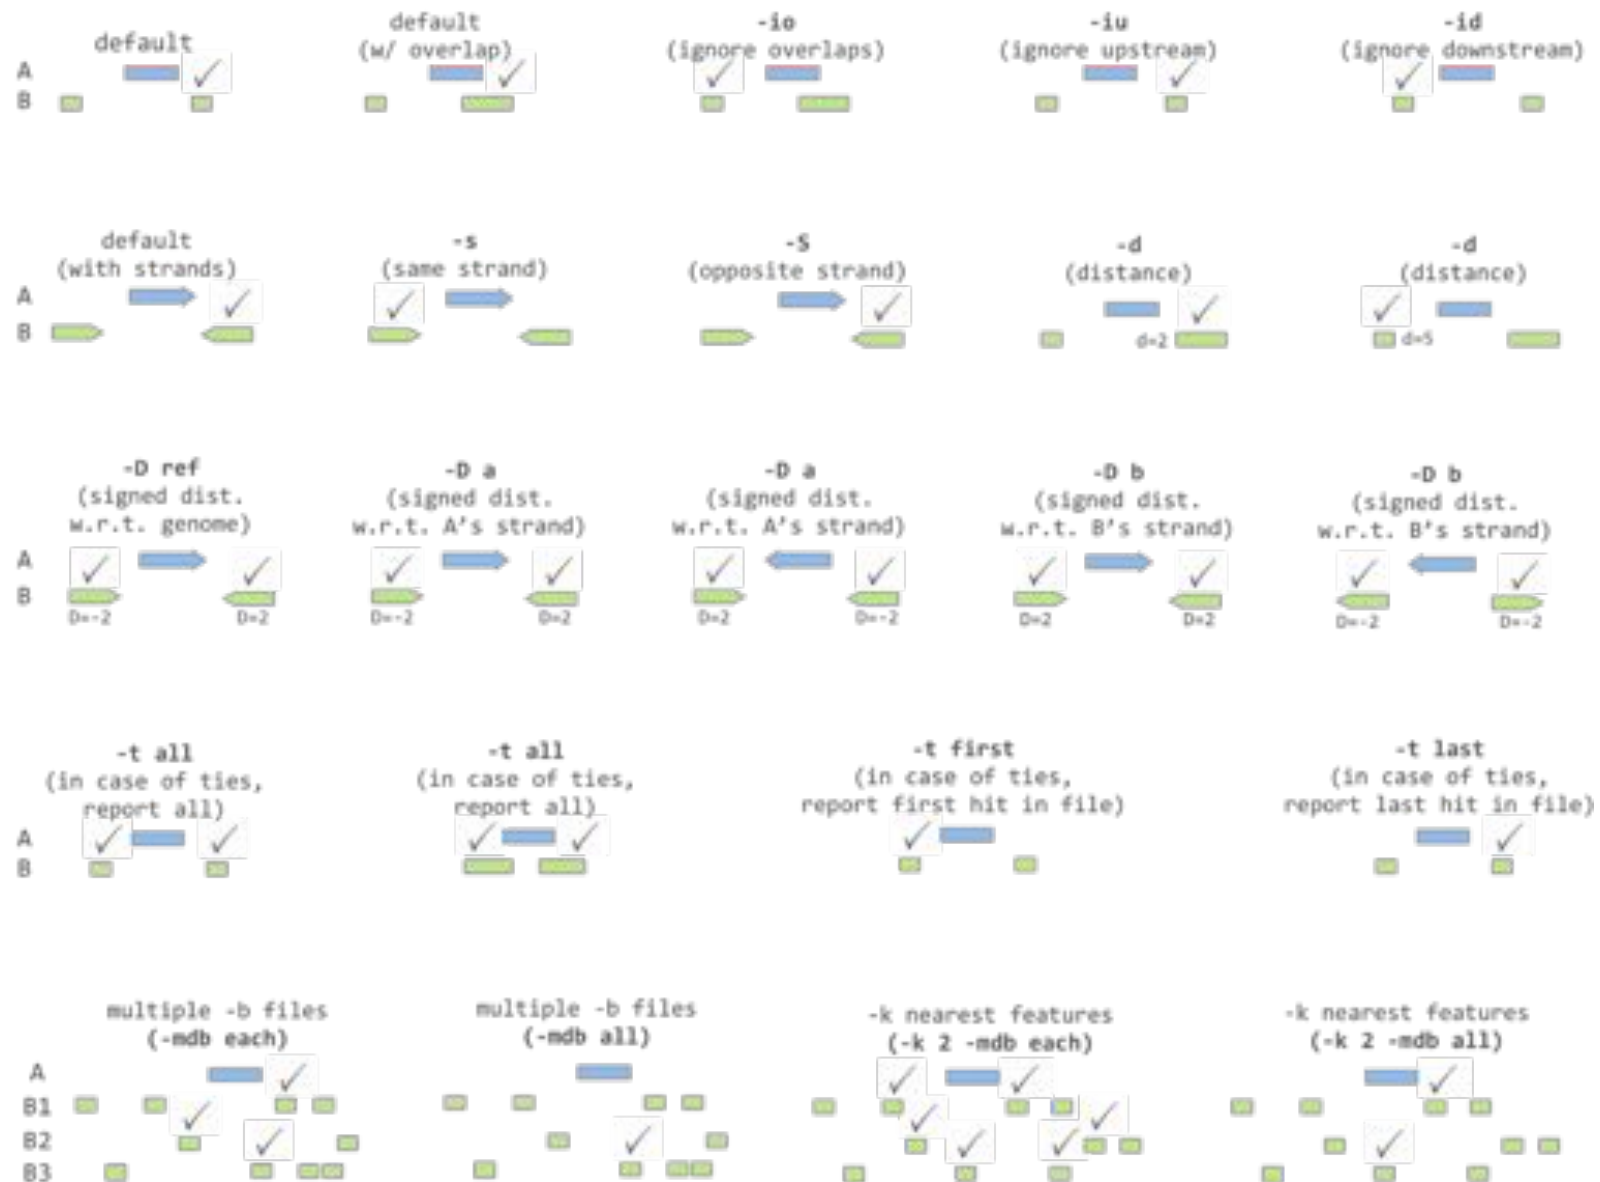 default
default
(w/ overlap)
-io
(ignore overlaps)
-iu
(ignore upstream)
-id
(ignore downstream)
A
B
default
(with strands)
-s
(same strand)
-S
(opposite strand)
-d
(distance)
-d
(distance)
A
B
d=2
d=5
-D ref
(signed dist.
w.r.t. genome)
-D a
(signed dist.
w.r.t. A's strand)
-D a
(signed dist.
w.r.t. A's strand)
-D b
(signed dist.
w.r.t. B's strand)
-D b
(signed dist.
w.r.t. B's strand)
A
B
D=-2
D=2
D=-2
D=2
D=2
D=-2
D=2
D=2
D=-2
D=-2
-t all
(in case of ties,
report all)
-t all
(in case of ties,
report all)
-t first
(in case of ties,
report first hit in file)
-t last
(in case of ties,
report last hit in file)
A
B
multiple -b files
(-mdb each)
multiple -b files
(-mdb all)
-k nearest features
(-k 2 -mdb each)
-k nearest features
(-k 2 -mdb all)
A
B1
B2
B3